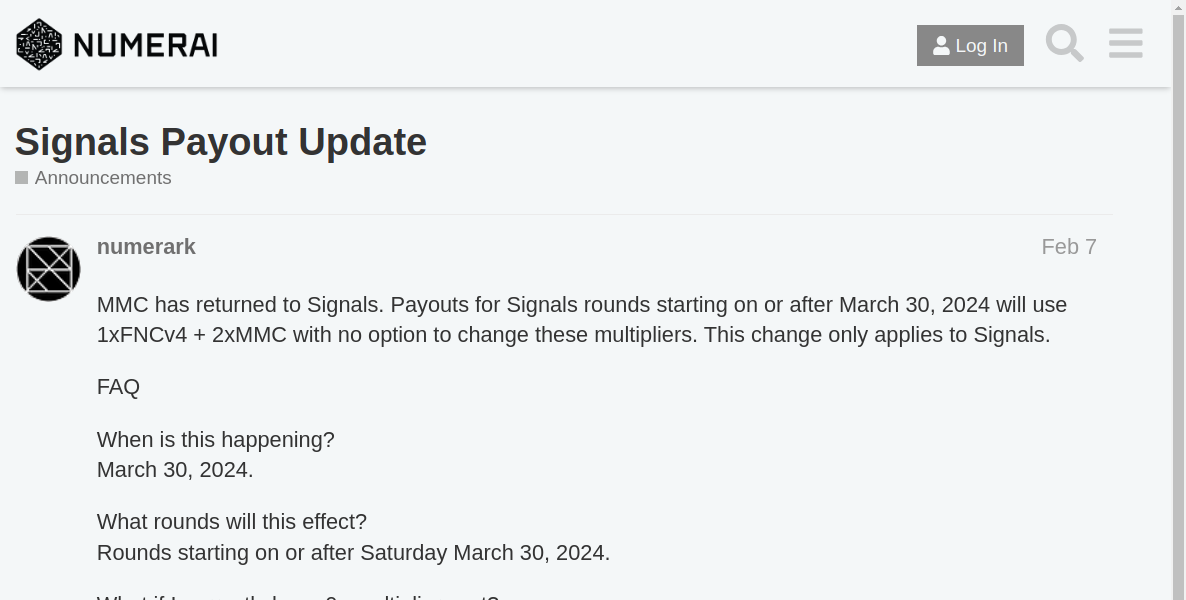 NUMERAI
Log In
Signals Payout Update
Announcements
numerark
Feb 7
MMC has returned to Signals. Payouts for Signals rounds starting on or after March 30, 2024 will use
1xFNCv4 + 2xMMC with no option to change these multipliers. This change only applies to Signals.
FAQ
When is this happening?
March 30, 2024.
What rounds will this effect?
Rounds starting on or after Saturday March 30, 2024.
What if I